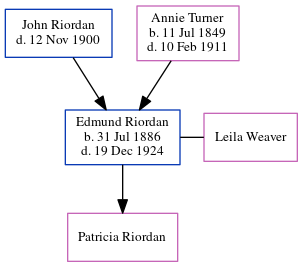 John Riordan
d. 12 Nov 1900
Annie Turner
b. 11 Jul 1849
d. 10 Feb 1911
Edmund Riordan
b. 31 Jul 1886
d. 19 Dec 1924
Leila Weaver
Patricia Riordan